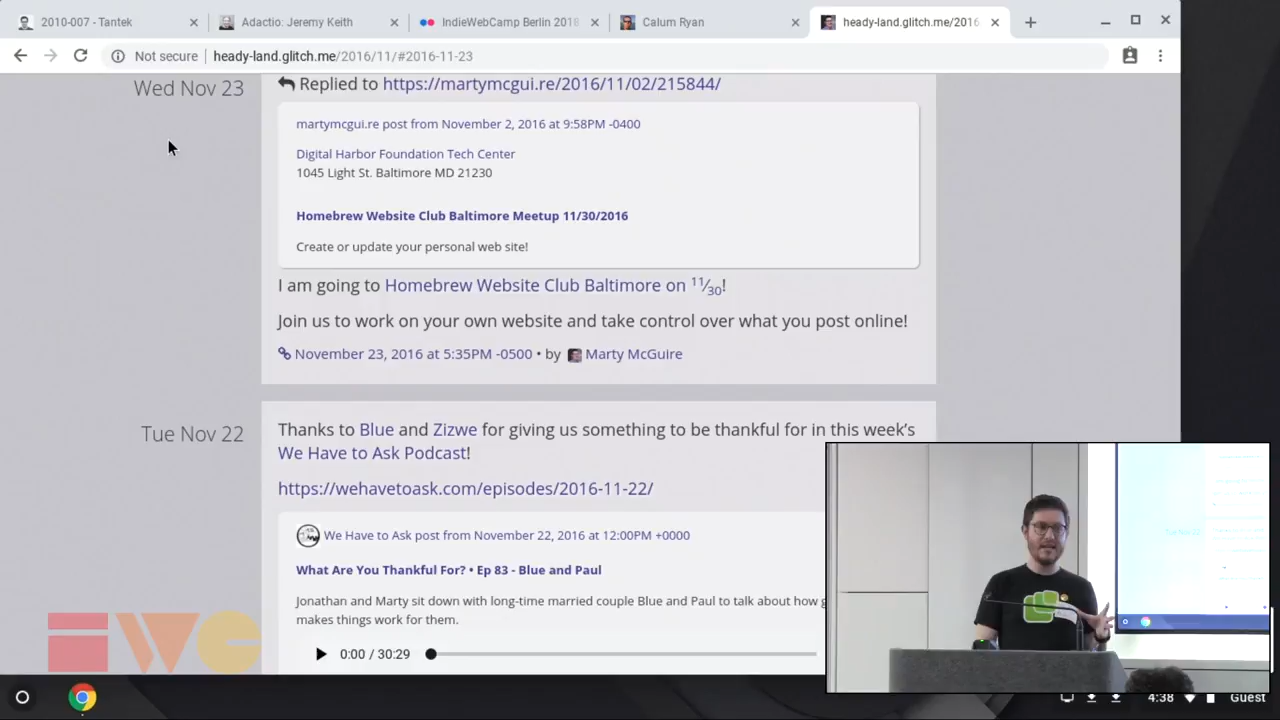 2010-007 - Tantek
Adactio: Jeremy Keith
IndieWebCamp Berlin 2018
Calum Ryan
heady-land.glitch.me/2016
Not secure
heady-land.glitch.me/2016/11/#2016-11-23
Wed Nov 23
Replied to https://martymcgui.re/2016/11/02/215844/
martymcgui.re post from November 2, 2016 at 9:58PM -0400
Digital Harbor Foundation Tech Center
1045 Light St. Baltimore MD 21230
Homebrew Website Club Baltimore Meetup 11/30/2016
Create or update your personal web site!
I am going to Homebrew Website Club Baltimore on 11⁄30!
Join us to work on your own website and take control over what you post online!
November 23, 2016 at 5:35PM -0500 • by Marty McGuire
Tue Nov 22
Thanks to Blue and Zizwe for giving us something to be thankful for in this week’s
We Have to Ask Podcast!
https://wehavetoask.com/episodes/2016-11-22/
We Have to Ask post from November 22, 2016 at 12:00PM +0000
What Are You Thankful For? • Ep 83 - Blue and Paul
Jonathan and Marty sit down with long-time married couple Blue and Paul to talk about how
makes things work for them.
0:00 / 30:29
IWC
Tue Nov 22
4:38
Guest